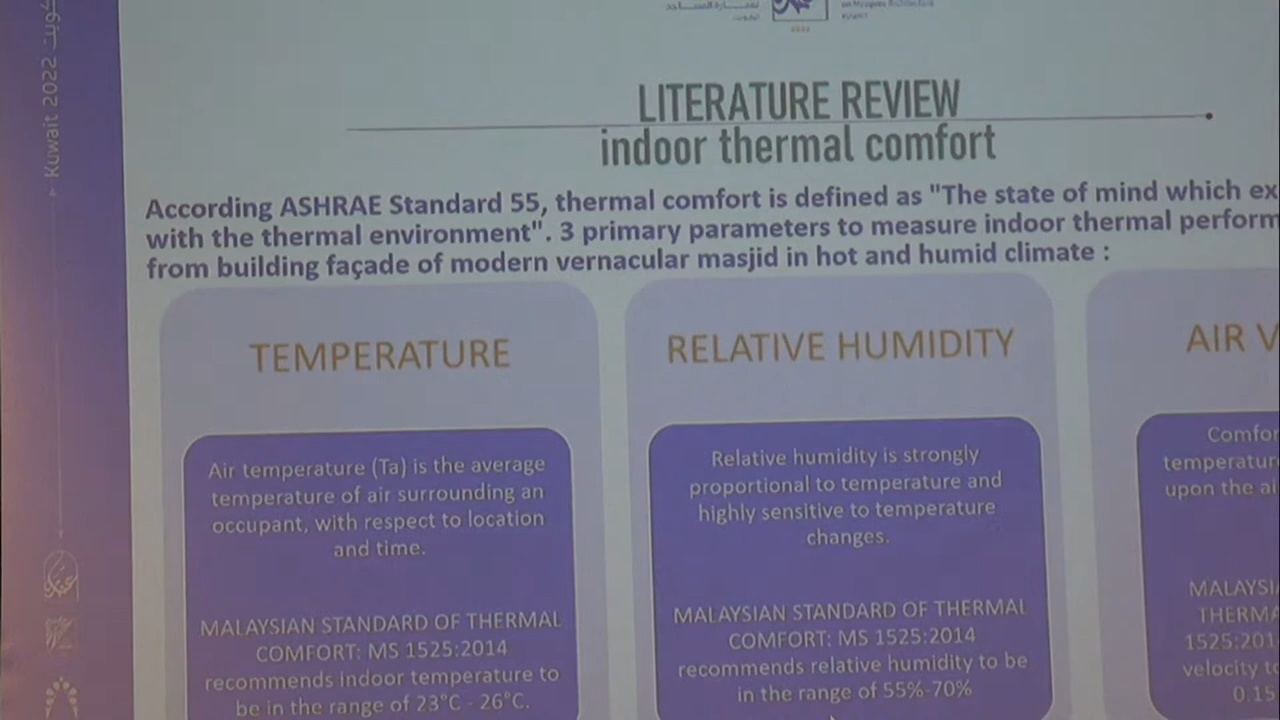 Kuwait 2022
LITERATURE REVIEW
indoor thermal comfort
According ASHRAE Standard 55, thermal comfort is defined as "The state of mind which ex
with the thermal environment". 3 primary parameters to measure indoor thermal perform
from building façade of modern vernacular masjid in hot and humid climate :
TEMPERATURE
Air temperature (Ta) is the average
temperature of air surrounding an
occupant, with respect to location
and time.
MALAYSIAN STANDARD OF THERMAL
COMFORT: MS 1525:2014
recommends indoor temperature to
be in the range of 23°C - 26°C.
RELATIVE HUMIDITY
Relative humidity is strongly
proportional to temperature and
highly sensitive to temperature
changes.
MALAYSIAN STANDARD OF THERMAL
COMFORT: MS 1525:2014
recommends relative humidity to be
in the range of 55%-70%
AIR V
Comfor
temperatur
upon the ai
MALAYSI
THERMA
1525:201
velocity to
0.15